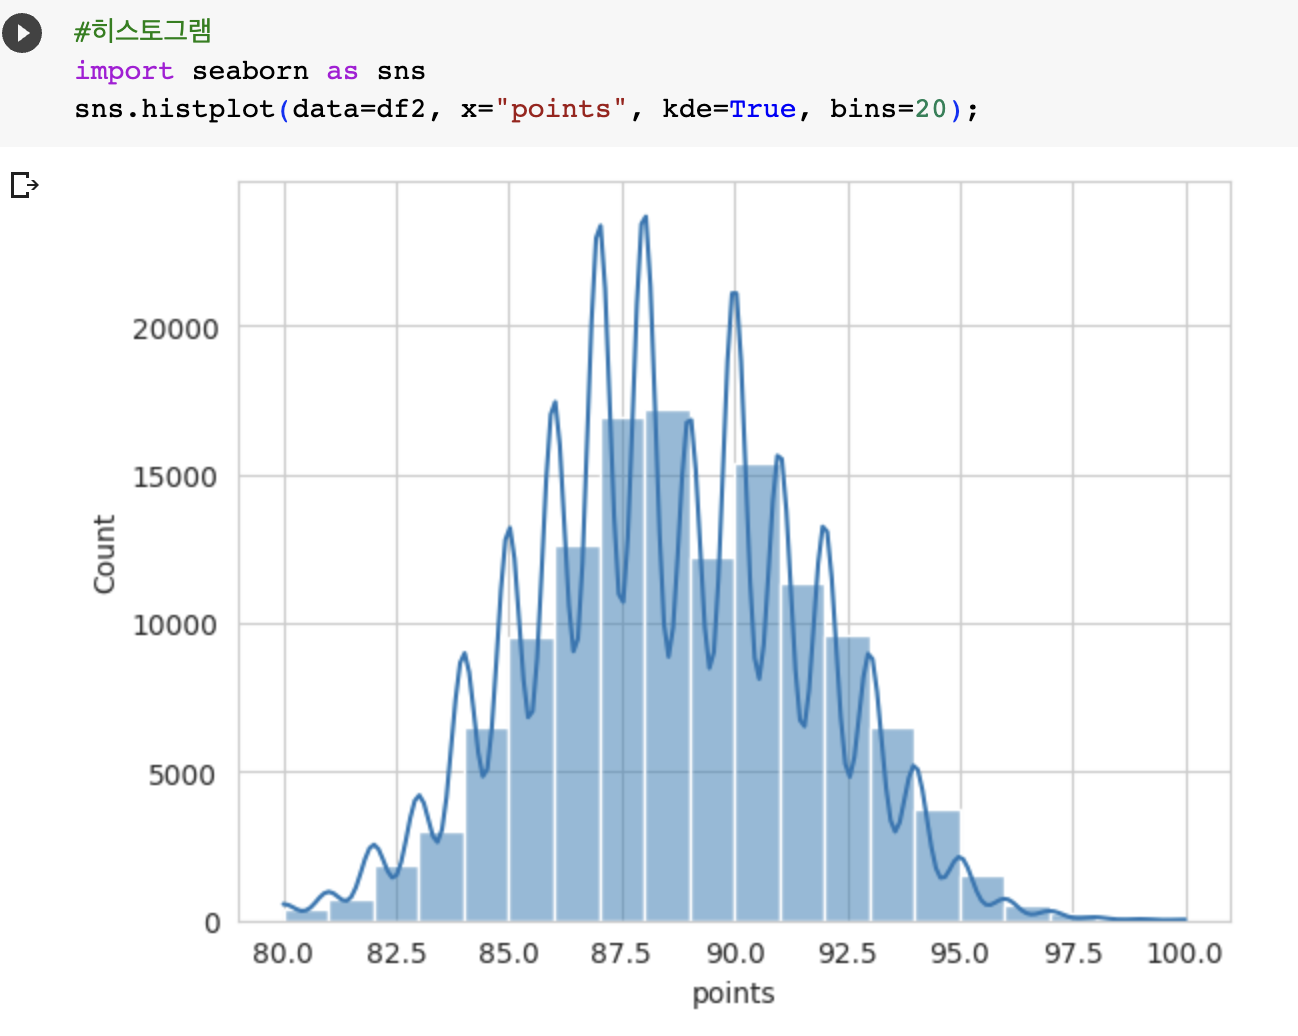 #히스토그램
import seaborn as sns
sns.histplot(data=df2, x="points", kde=True, bins=20);
20000
15000
10000
5000
0
Count
80.0 82.5 85.0 87.5 90.0 92.5 95.0 97.5 100.0
points